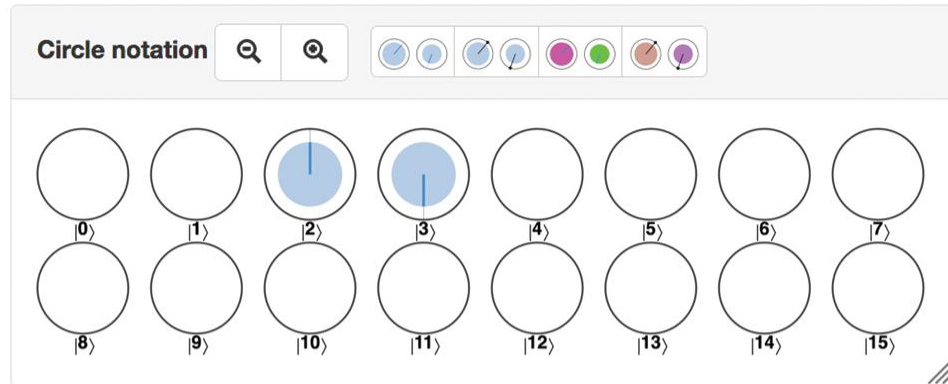 Circle notation
|0⟩ |1⟩ |2⟩ |3⟩ |4⟩ |5⟩ |6⟩ |7⟩
|8⟩ |9⟩ |10⟩ |11⟩ |12⟩ |13⟩ |14⟩ |15⟩